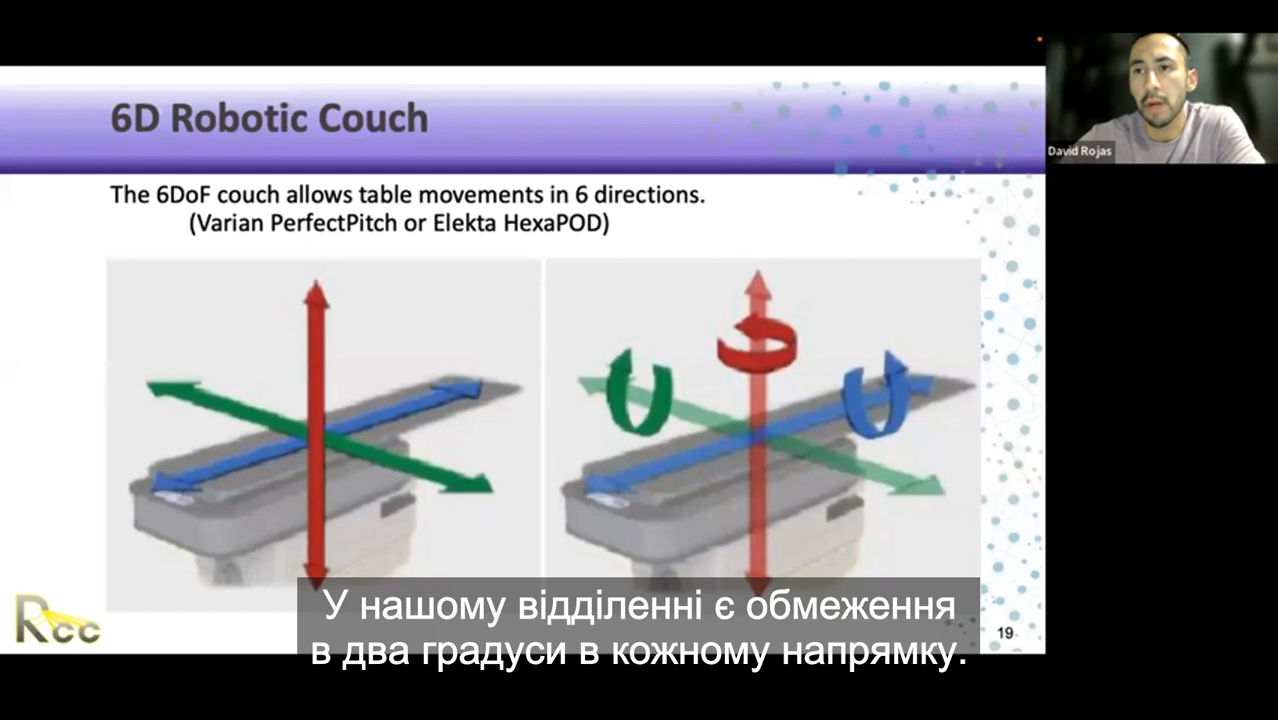 6D Robotic Couch
David Rojas
The 6DoF couch allows table movements in 6 directions.
(Varian PerfectPitch or Elekta HexaPOD)
Rcc
19
У нашому відділенні є обмеження
в два градуси в кожному напрямку.